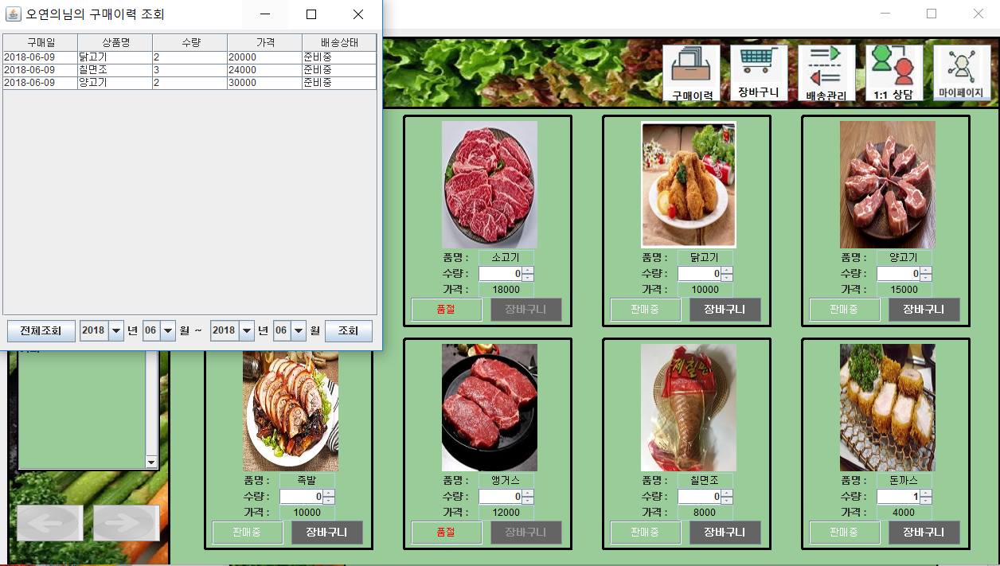 오연의님의 구매이력 조회
구매일 상품명 수량 가격 배송상태
2018-06-09 닭고기 2 20000 준비중
2018-06-09 칠면조 3 24000 준비중
2018-06-09 양고기 2 30000 준비중
전체조회 2018 년 06 월 ~ 2018 년 06 월 조회
구매이력 장바구니 배송관리 1:1 상담 마이페이지
품명 : 소고기
수량 : 0
가격 : 18000
품절 장바구니
품명 : 닭고기
수량 : 0
가격 : 10000
판매중 장바구니
품명 : 양고기
수량 : 0
가격 : 15000
판매중 장바구니
품명 : 족발
수량 : 0
가격 : 10000
판매중 장바구니
품명 : 앵거스
수량 : 0
가격 : 12000
품절 장바구니
품명 : 칠면조
수량 : 0
가격 : 8000
판매중 장바구니
품명 : 돈까스
수량 : 1
가격 : 4000
판매중 장바구니